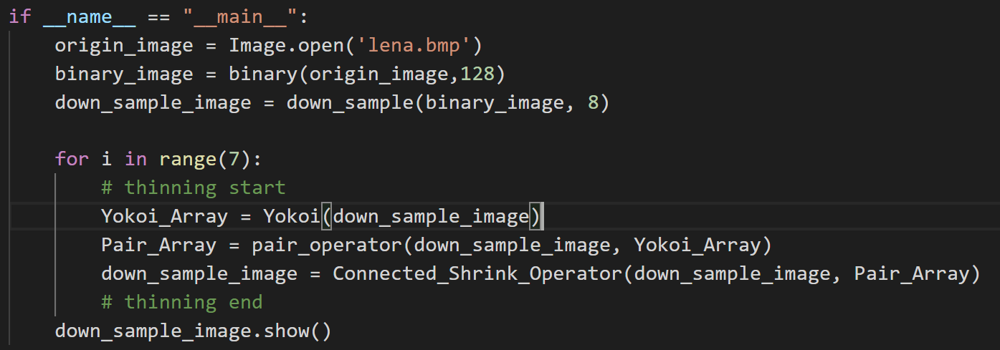 if __name__ == "__main__":
    origin_image = Image.open('lena.bmp')
    binary_image = binary(origin_image,128)
    down_sample_image = down_sample(binary_image, 8)

    for i in range(7):
        # thinning start
        Yokoi_Array = Yokoi(down_sample_image)
        Pair_Array = pair_operator(down_sample_image, Yokoi_Array)
        down_sample_image = Connected_Shrink_Operator(down_sample_image, Pair_Array)
        # thinning end
    down_sample_image.show()